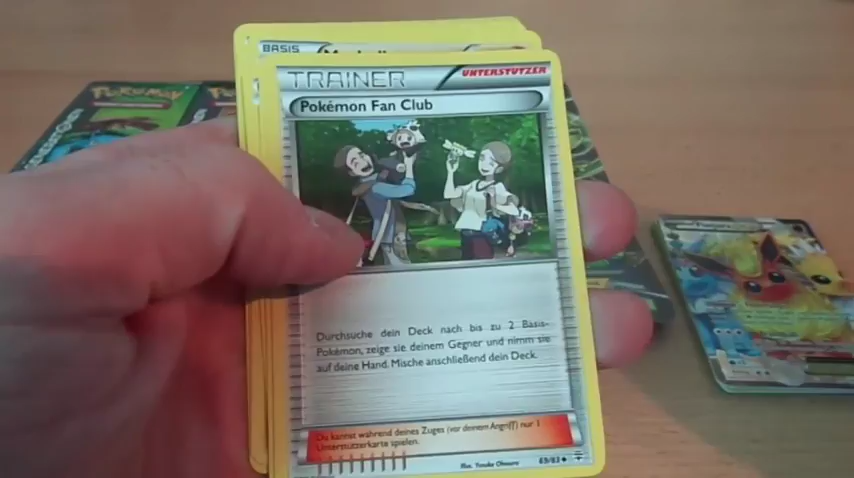 BASIS
TRAINER
UNTERSTÜTZER
Pokémon Fan Club
Durchsuche dein Deck nach bis zu 2 Basis-
Pokémon, zeige sie deinem Gegner und nimm sie
auf deine Hand. Mische anschließend dein Deck.
Du kannst während deines Zuges (vor deinem Angriff) nur 1
Unterstützerkarte spielen.
Illus. Yusuke Ohmura
69/83